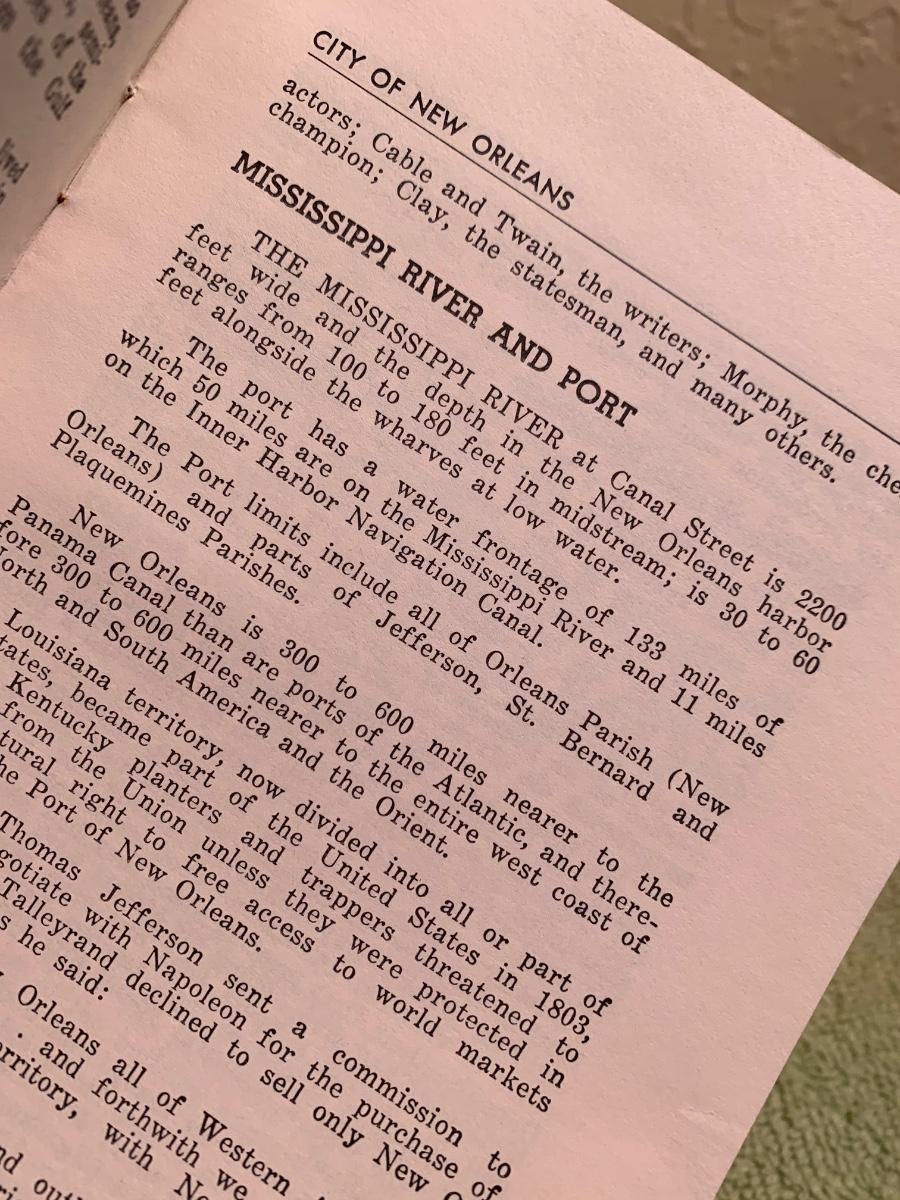 CITY OF NEW ORLEANS
actors; Cable and Twain, the writers; Morphy, the
champion; Clay, the statesman, and many others.
MISSISSIPPI RIVER AND PORT
THE MISSISSIPPI RIVER at Canal Street is 2200
feet wide and the depth in the New Orleans harbor
ranges from 100 to 180 feet in midstream; is 30 to 60
feet alongside the wharves at low water.
The port has a water frontage of 133 miles of
which 50 miles are on the Mississippi River and 11 miles
on the Inner Harbor Navigation Canal.
The Port limits include all of Orleans Parish (New
Orleans) and parts of Jefferson, St. Bernard and
Plaquemines Parishes.
New Orleans is 300 to 600 miles nearer to the
Panama Canal than are ports of the Atlantic, and there-
fore 300 to 600 miles nearer to the entire west coast of
North and South America and the Orient.
Louisiana territory, now divided into all or part of
states, became part of the United States in 1803,
Kentucky planters and trappers threatened to
from the Union unless they were protected in
tural right to free access to world markets
the Port of New Orleans.
Thomas Jefferson sent a commission to
gotiate with Napoleon for the purchase of
Talleyrand declined to sell only New
s he said:
Orleans all of Western
. and forthwith we
erritory, with
lived